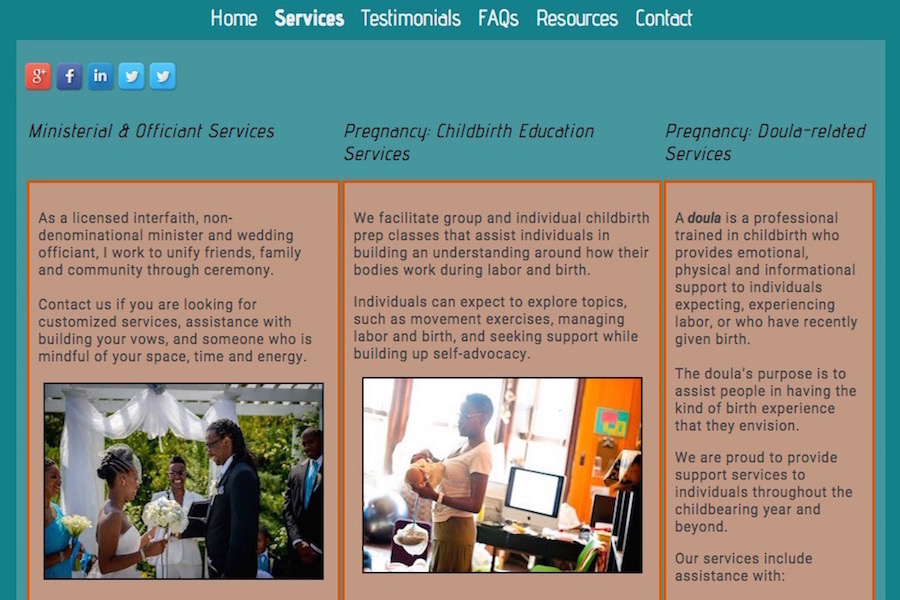 Home Services Testimonials FAQs Resources Contact
g+ f in
Ministerial & Officiant Services
As a licensed interfaith, non-
denominational minister and wedding
officiant, I work to unify friends, family
and community through ceremony.
Contact us if you are looking for
customized services, assistance with
building your vows, and someone who is
mindful of your space, time and energy.
Pregnancy: Childbirth Education
Services
We facilitate group and individual childbirth
prep classes that assist individuals in
building an understanding around how their
bodies work during labor and birth.
Individuals can expect to explore topics,
such as movement exercises, managing
labor and birth, and seeking support while
building up self-advocacy.
Pregnancy: Doula-related
Services
A doula is a professional
trained in childbirth who
provides emotional,
physical and informational
support to individuals
expecting, experiencing
labor, or who have recently
given birth.
The doula's purpose is to
assist people in having the
kind of birth experience
that they envision.
We are proud to provide
support services to
individuals throughout the
childbearing year and
beyond.
Our services include
assistance with: